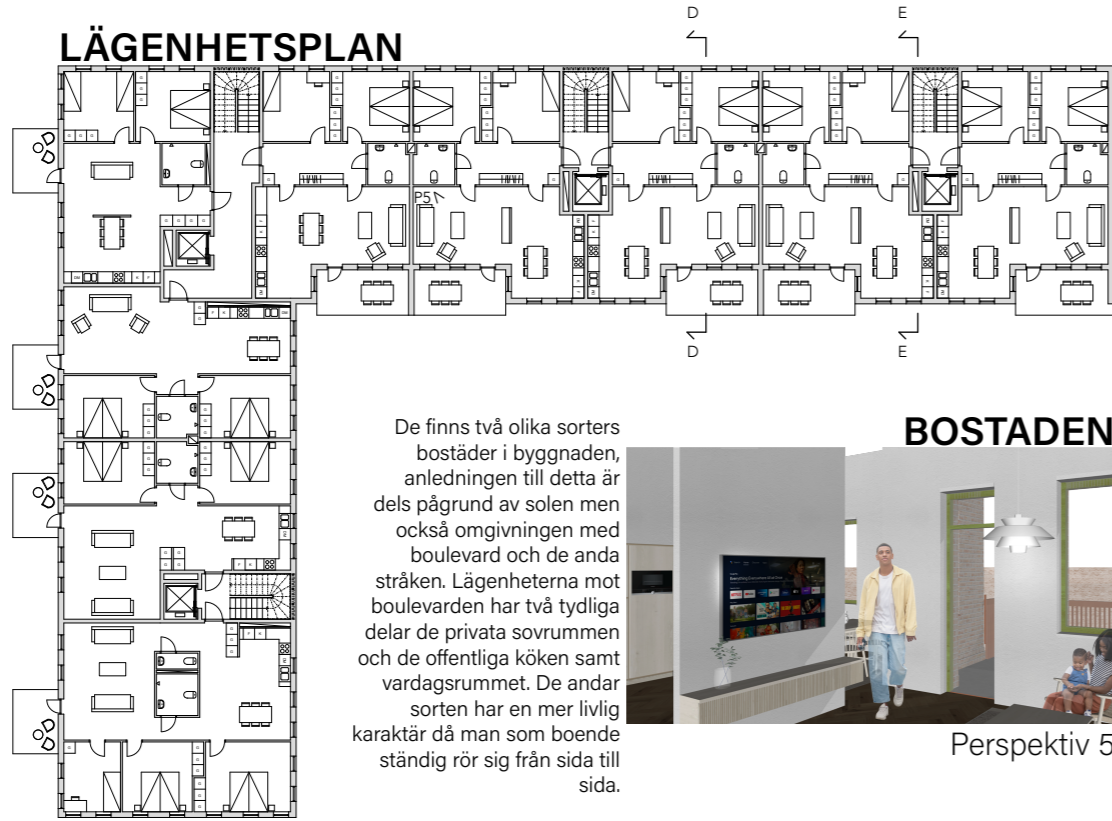 D
E
LÄGENHETSPLAN
P5
D
E
De finns två olika sorters
bostäder i byggnaden,
anledningen till detta är
dels pågrund av solen men
också omgivningen med
boulevard och de anda
stråken. Lägenheterna mot
boulevarden har två tydliga
delar de privata sovrummen
och de offentliga köken samt
vardagsrummet. De andar
sorten har en mer livlig
karaktär då man som boende
ständig rör sig från sida till
sida.
BOSTADEN
Perspektiv 5